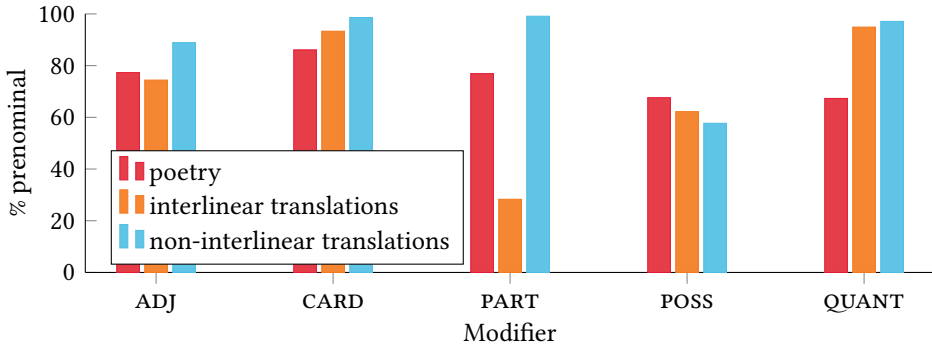 100
80
60
40
20
0
% prenominal
poetry
interlinear translations
non-interlinear translations
ADJ CARD PART POSS QUANT
Modifier